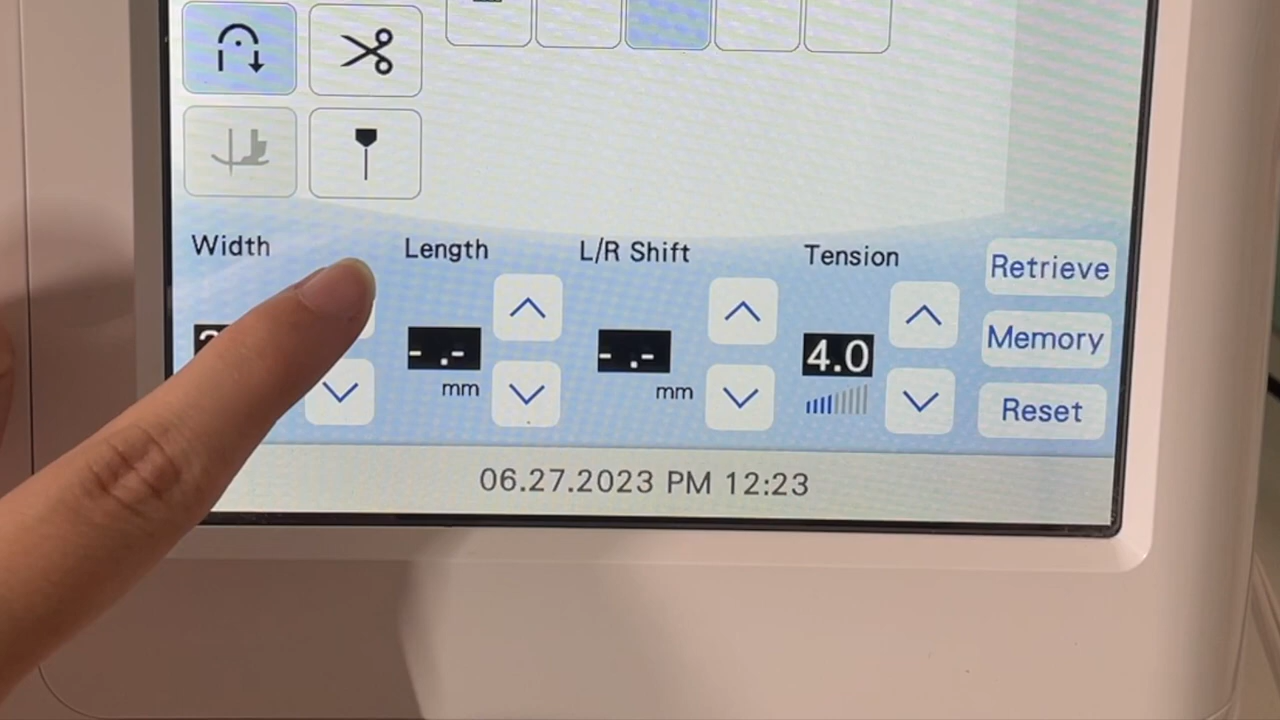 Width
Length
L/R Shift
Tension
Retrieve
- .-
mm
- .-
mm
4.0
Memory
Reset
06.27.2023 PM 12:23